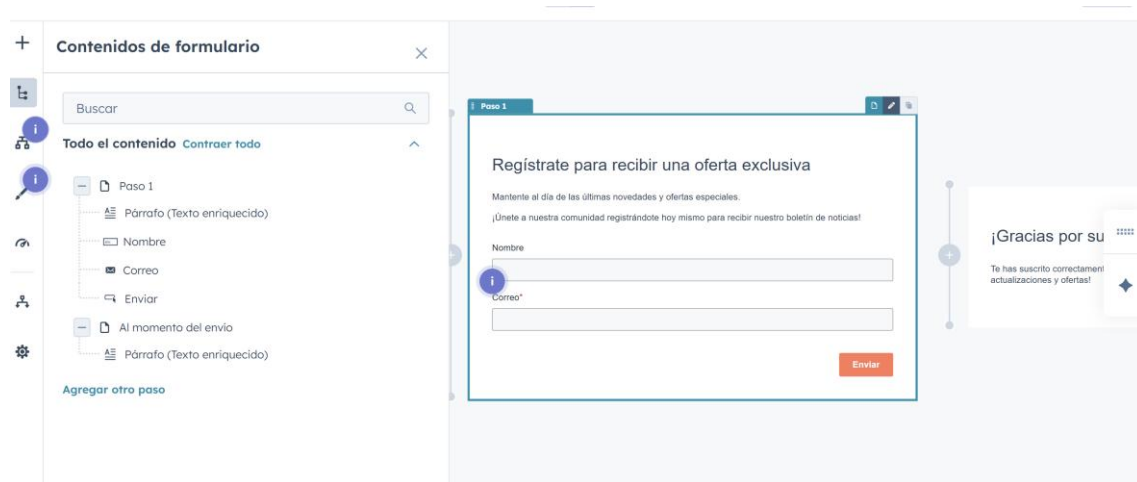 Contenidos de formulario
Buscar
Todo el contenido Contraer todo
Paso 1
Párrafo (Texto enriquecido)
Nombre
Correo
Enviar
Al momento del envío
Párrafo (Texto enriquecido)
Agregar otro paso
Paso 1
Regístrate para recibir una oferta exclusiva
Mantente al día de las últimas novedades y ofertas especiales.
¡Únete a nuestra comunidad registrándote hoy mismo para recibir nuestro boletín de noticias!
Nombre
Correo*
Enviar
¡Gracias por su
Te has suscrito correctament
actualizaciones y ofertas!